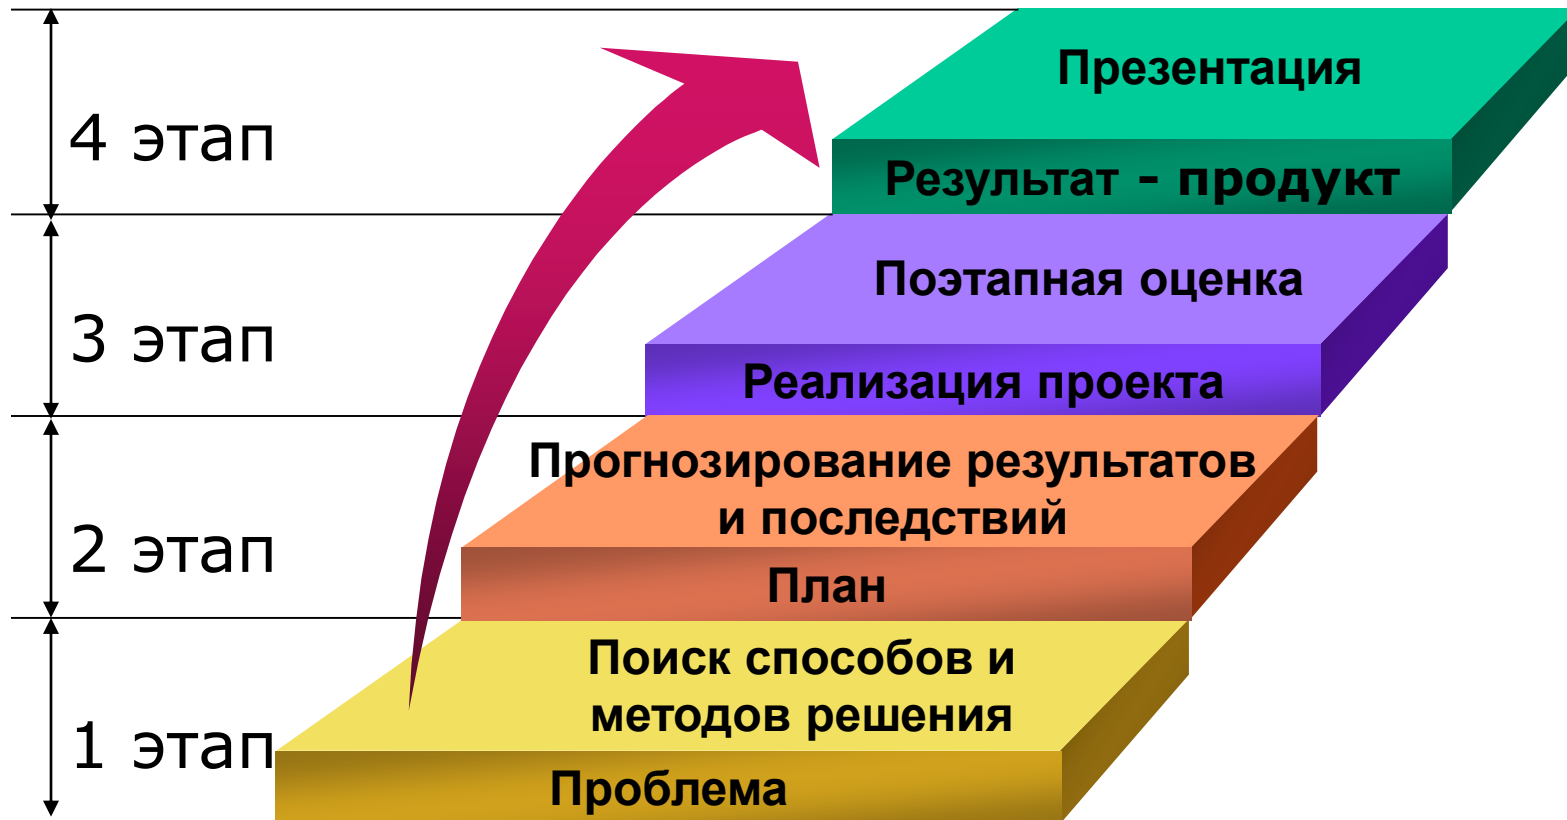 4 этап
Презентация
Результат - продукт
3 этап
Поэтапная оценка
Реализация проекта
2 этап
Прогнозирование результатов
и последствий
План
1 этап
Поиск способов и
методов решения
Проблема